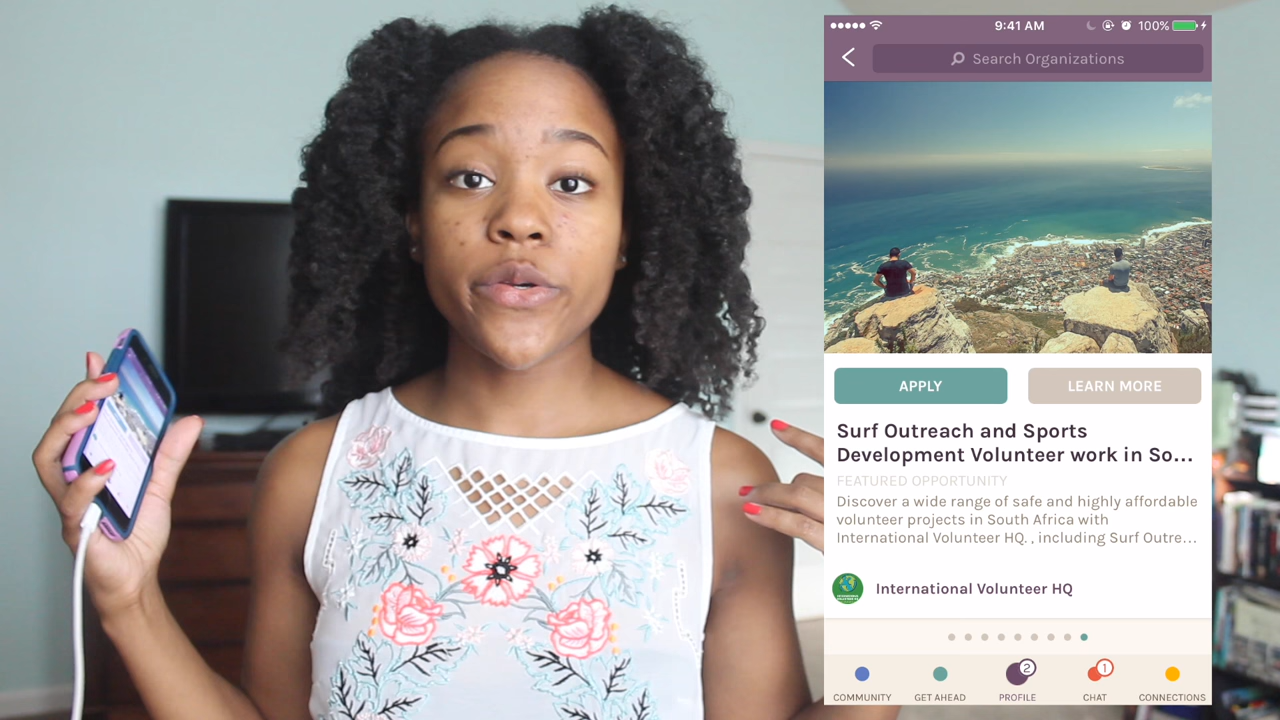 9:41 AM
100%
Search Organizations
APPLY
LEARN MORE
Surf Outreach and Sports
Development Volunteer work in So...
FEATURED OPPORTUNITY
Discover a wide range of safe and highly affordable
volunteer projects in South Africa with
International Volunteer HQ. , including Surf Outre...
International Volunteer HQ
2
1
COMMUNITY
GET AHEAD
PROFILE
CHAT
CONNECTIONS